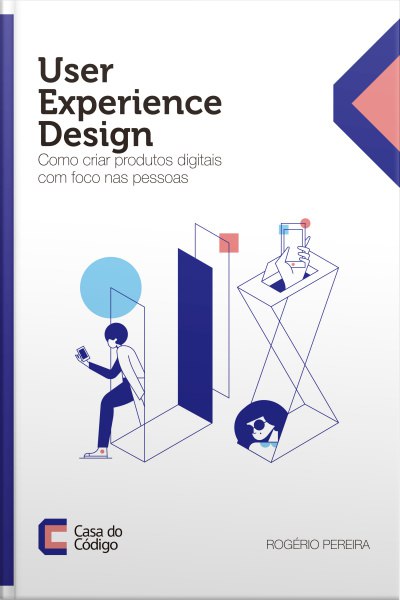 User
Experience
Design
Como criar produtos digitais
com foco nas pessoas
Casa do
Código
ROGÉRIO PEREIRA